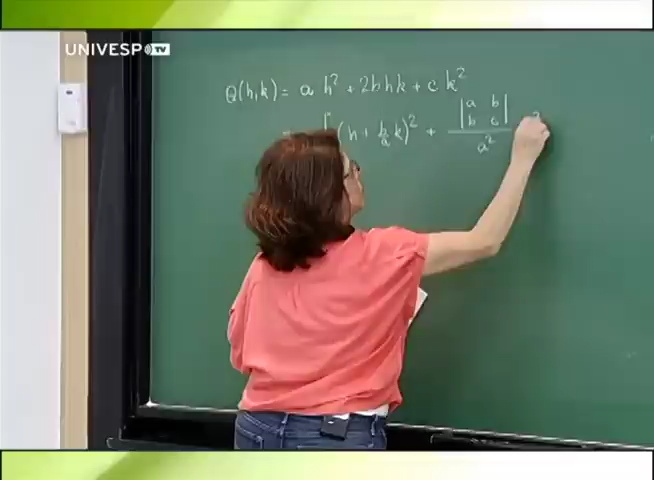 UNIVESP TV
Q(h,k) = a h² + 2bhk + c k²
[(h + b/a k)² + |a b; b c| / a²